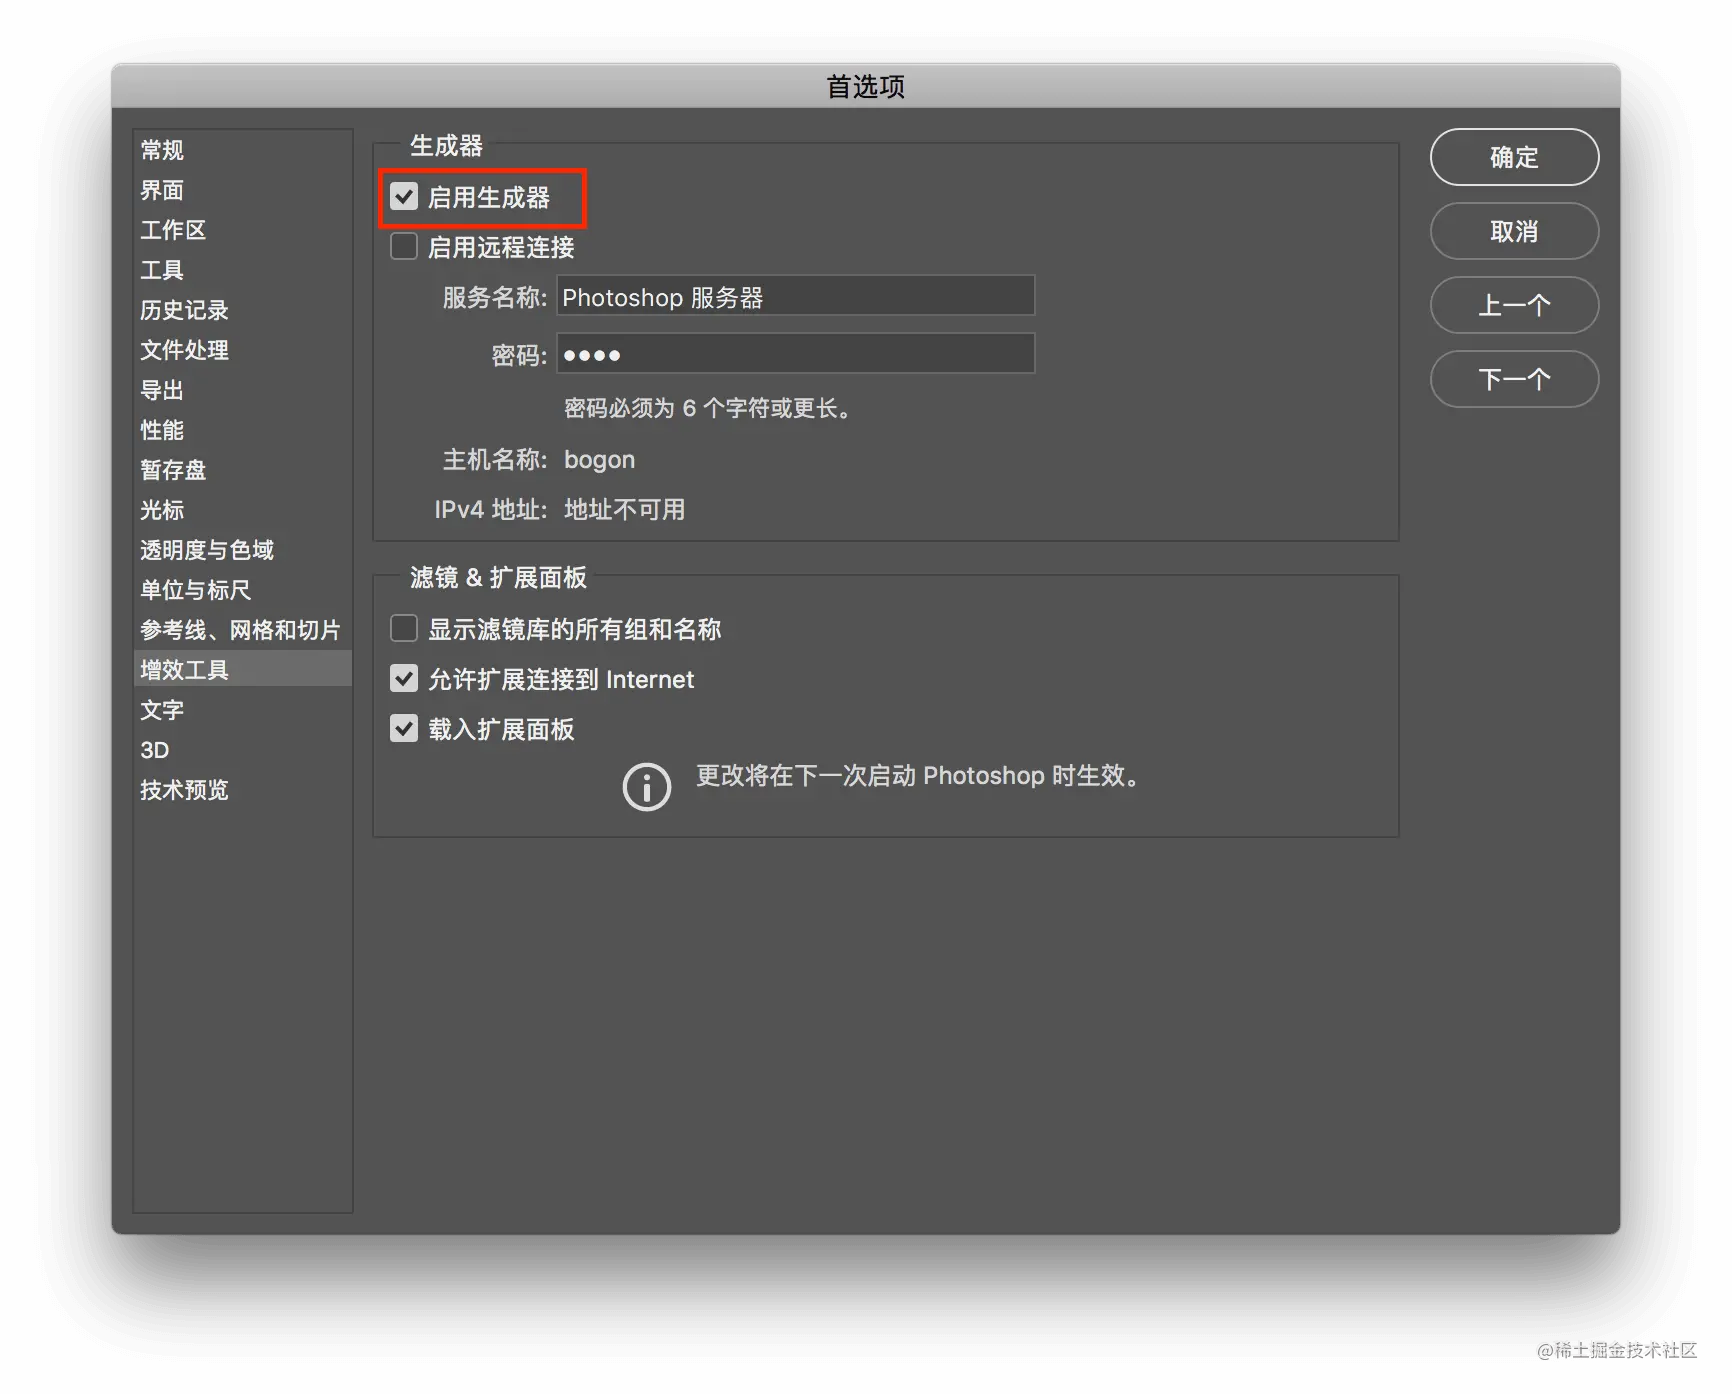 首选项
常规
界面
工作区
工具
历史记录
文件处理
导出
性能
暂存盘
光标
透明度与色域
单位与标尺
参考线、网格和切片
增效工具
文字
3D
技术预览
生成器
启用生成器
启用远程连接
服务名称: Photoshop 服务器
密码: ●●●●
密码必须为 6 个字符或更长。
主机名称: bogon
IPv4 地址: 地址不可用
滤镜 & 扩展面板
显示滤镜库的所有组和名称
允许扩展连接到 Internet
载入扩展面板
更改将在下一次启动 Photoshop 时生效。
确定
取消
上一个
下一个
@稀土掘金技术社区